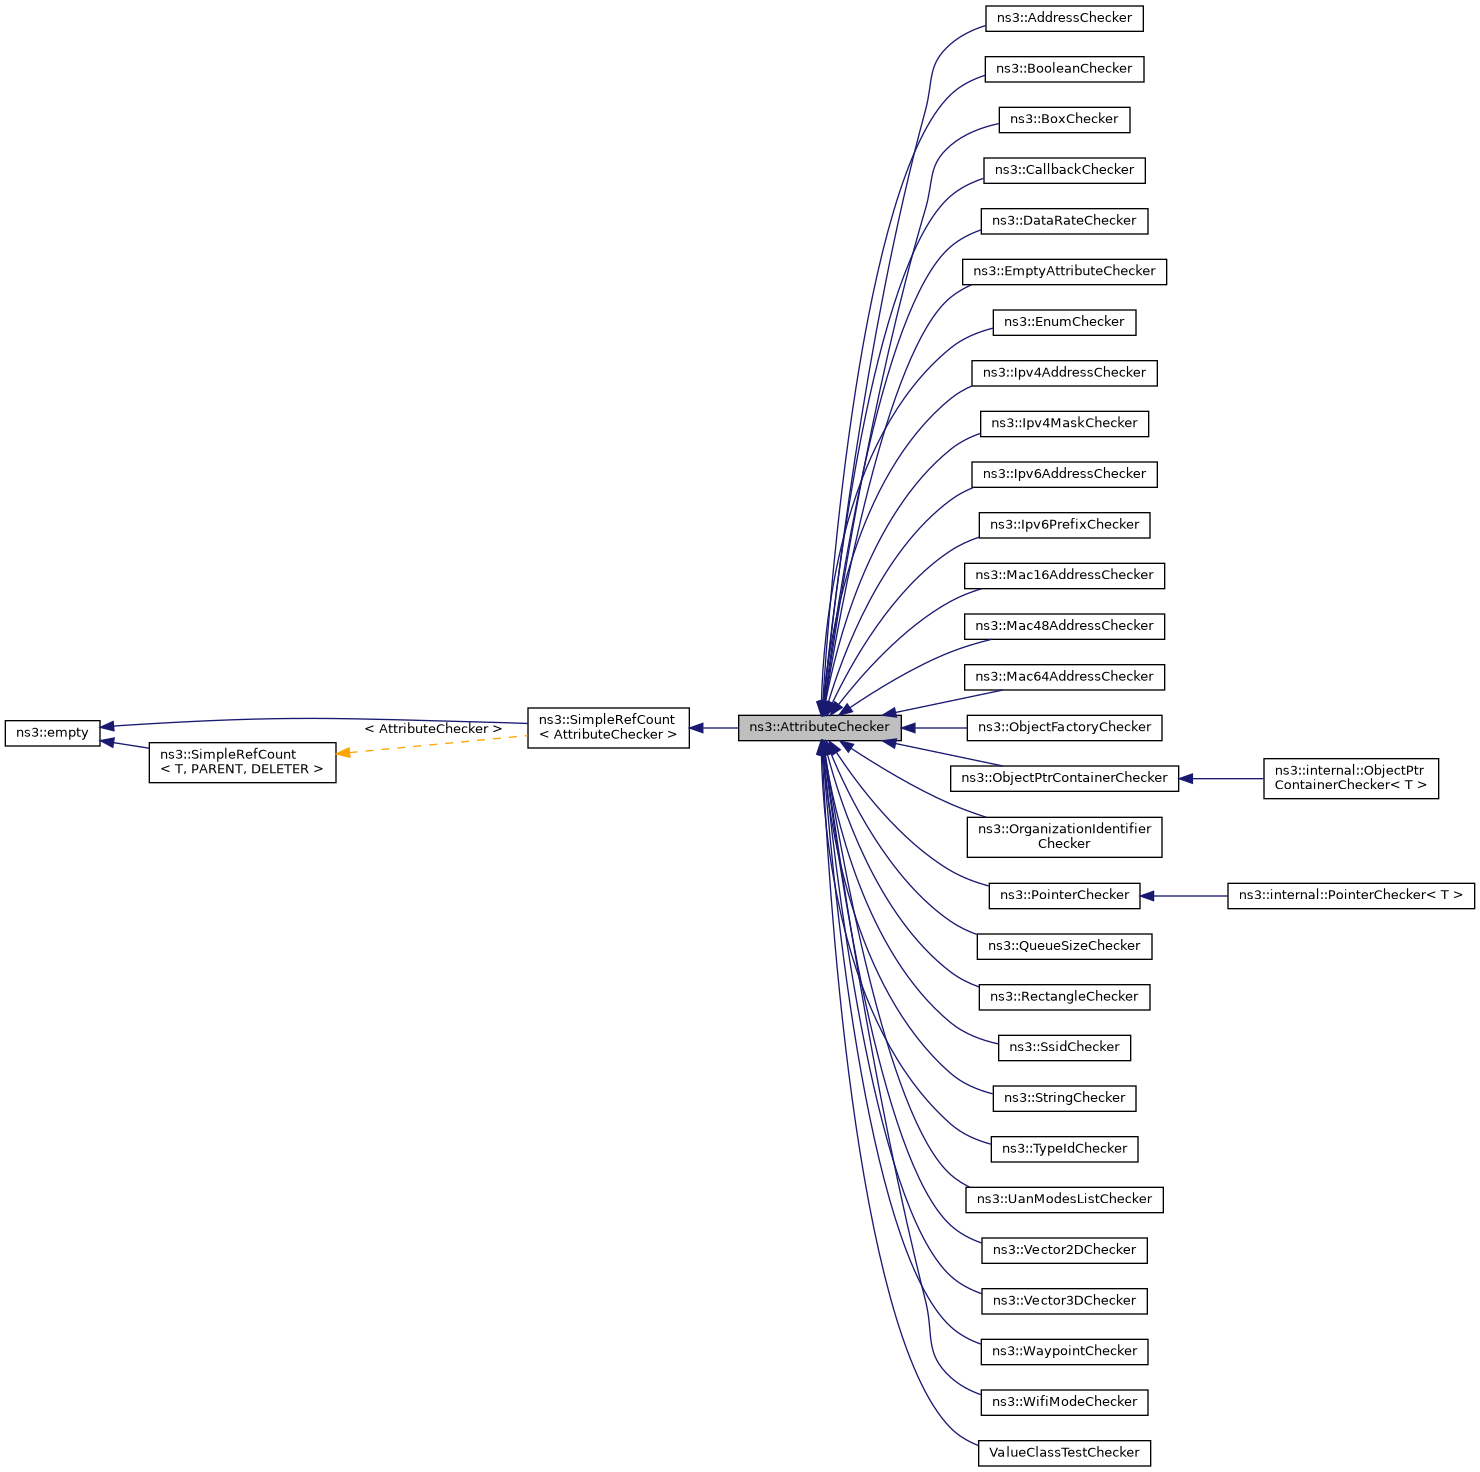 ns3::AddressChecker
ns3::BooleanChecker
ns3::BoxChecker
ns3::CallbackChecker
ns3::DataRateChecker
ns3::EmptyAttributeChecker
ns3::EnumChecker
ns3::Ipv4AddressChecker
ns3::Ipv4MaskChecker
ns3::Ipv6AddressChecker
ns3::Ipv6PrefixChecker
ns3::Mac16AddressChecker
ns3::Mac48AddressChecker
ns3::Mac64AddressChecker
ns3::empty
ns3::SimpleRefCount
< T, PARENT, DELETER >
< AttributeChecker >
ns3::SimpleRefCount
< AttributeChecker >
ns3::AttributeChecker
ns3::ObjectFactoryChecker
ns3::ObjectPtrContainerChecker
ns3::internal::ObjectPtr
ContainerChecker< T >
ns3::OrganizationIdentifier
Checker
ns3::PointerChecker
ns3::internal::PointerChecker< T >
ns3::QueueSizeChecker
ns3::RectangleChecker
ns3::SsidChecker
ns3::StringChecker
ns3::TypeIdChecker
ns3::UanModesListChecker
ns3::Vector2DChecker
ns3::Vector3DChecker
ns3::WaypointChecker
ns3::WifiModeChecker
ValueClassTestChecker